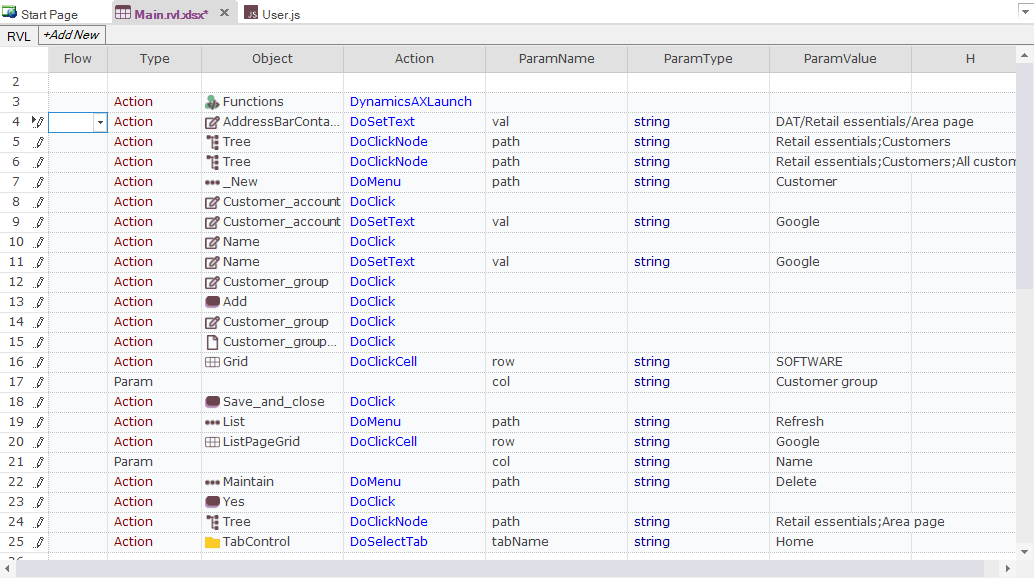 Start Page Main.rvl.xlsx* JS User.js
RVL +Add New
Flow Type Object Action ParamName ParamType ParamValue H
2
3 Action Functions DynamicsAXLaunch
4 Action AddressBarConta... DoSetText val string DAT/Retail essentials/Area page
5 Action Tree DoClickNode path string Retail essentials;Customers
6 Action Tree DoClickNode path string Retail essentials;Customers;All custom
7 Action _New DoMenu path string Customer
8 Action Customer_account DoClick
9 Action Customer_account DoSetText val string Google
10 Action Name DoClick
11 Action Name DoSetText val string Google
12 Action Customer_group DoClick
13 Action Add DoClick
14 Action Customer_group DoClick
15 Action Customer_group... DoClick
16 Action Grid DoClickCell row string SOFTWARE
17 Param col string Customer group
18 Action Save_and_close DoClick
19 Action List DoMenu path string Refresh
20 Action ListPageGrid DoClickCell row string Google
21 Param col string Name
22 Action Maintain DoMenu path string Delete
23 Action Yes DoClick
24 Action Tree DoClickNode path string Retail essentials;Area page
25 Action TabControl DoSelectTab tabName string Home